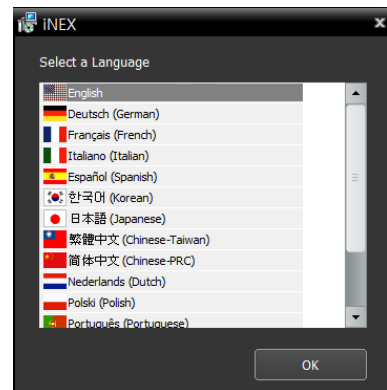 iNEX
Select a Language
English
Deutsch (German)
Français (French)
Italiano (Italian)
Español (Spanish)
한국어 (Korean)
日本語 (Japanese)
繁體中文 (Chinese-Taiwan)
简体中文 (Chinese-PRC)
Nederlands (Dutch)
Polski (Polish)
Português (Portuguese)
OK